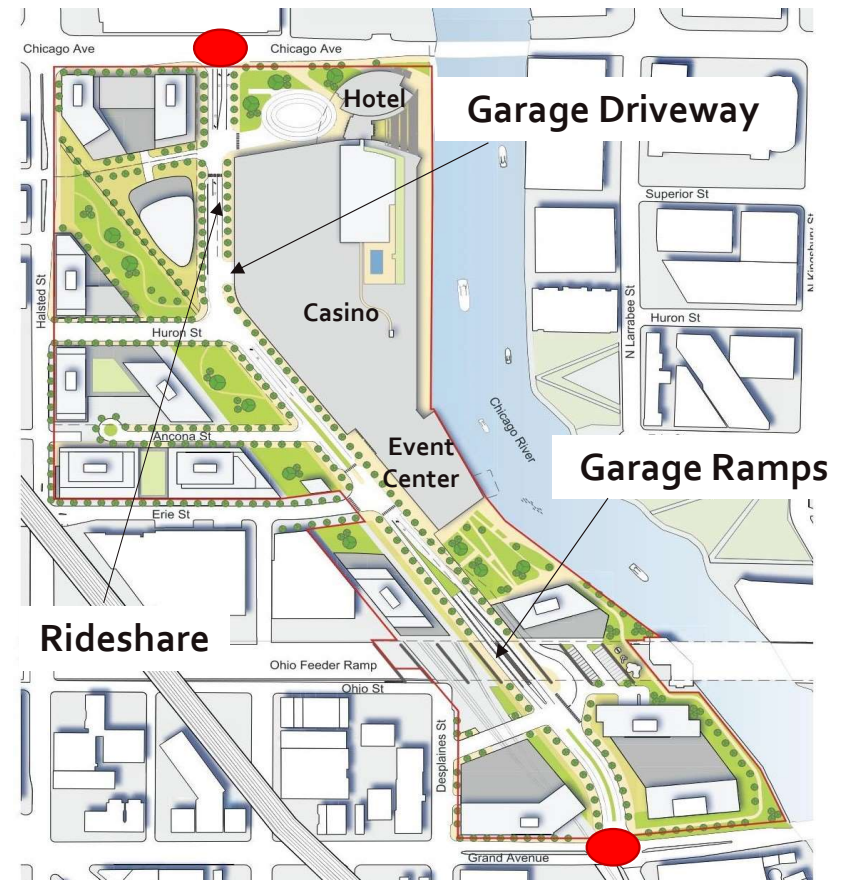 Chicago Ave
Chicago Ave
Hotel
Garage Driveway
Superior St
N Kingsbury St
Halsted St
Casino
N Larrabee St
Huron St
Huron St
Chicago River
Ancona St
Event
Center
Garage Ramps
Erie St
Rideshare
Ohio Feeder Ramp
Ohio St
Desplaines St
Grand Avenue